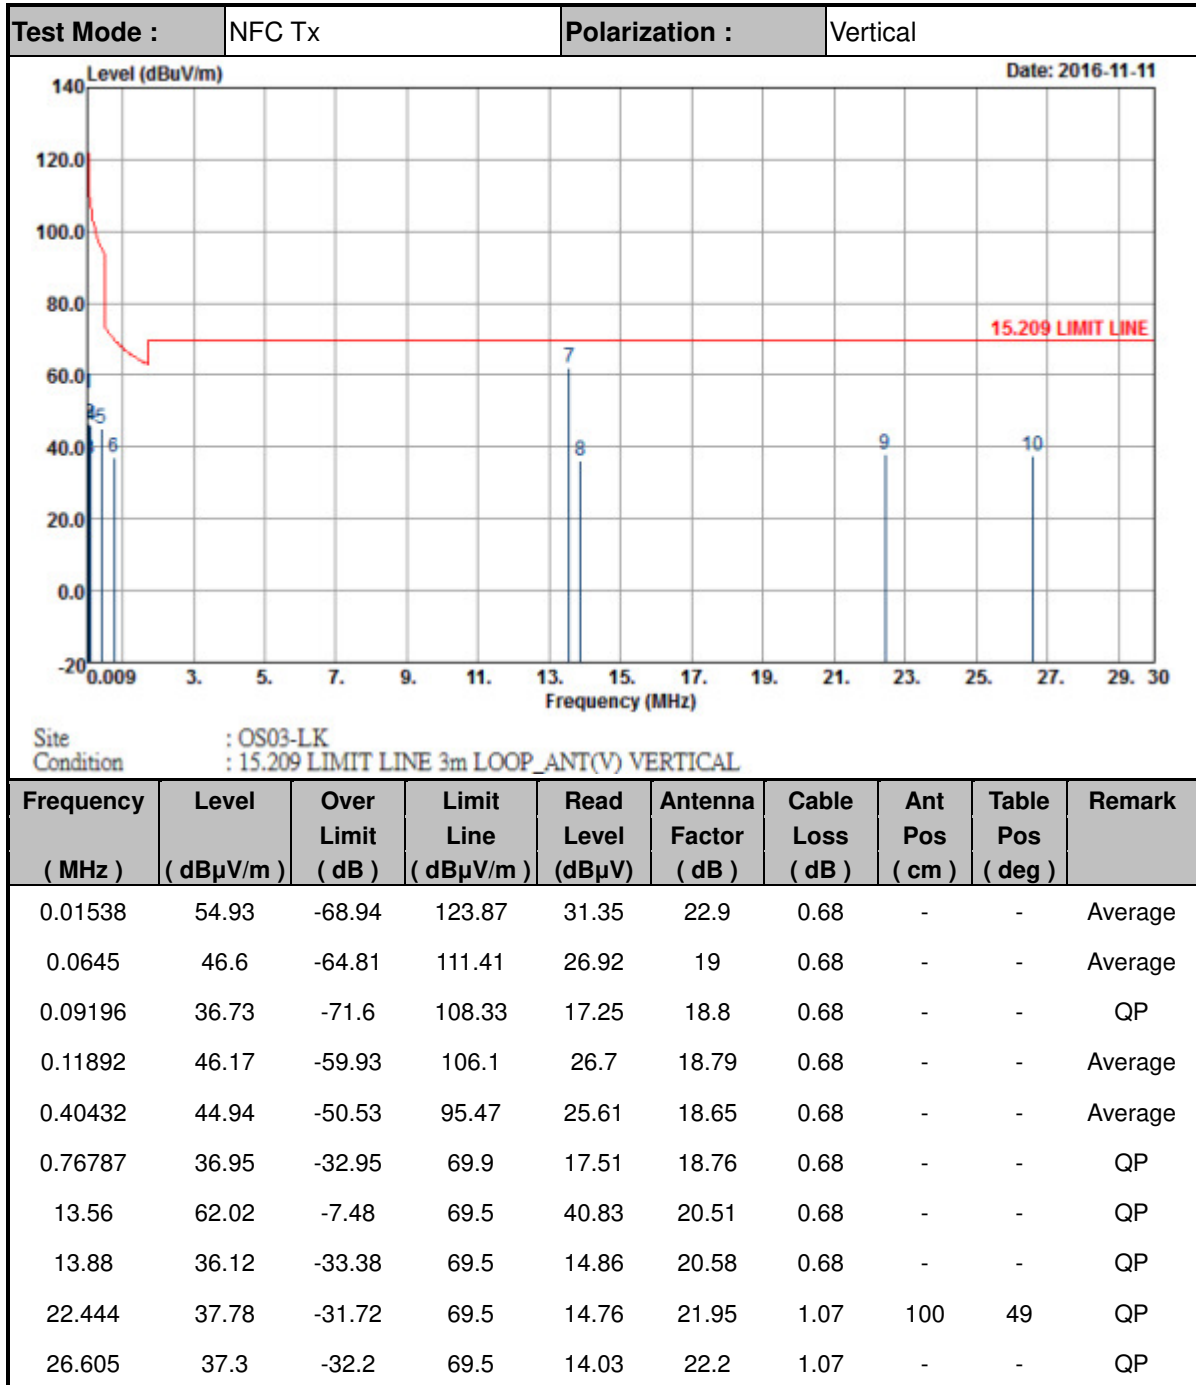 Test Mode : NFC Tx Polarization : Vertical
Level (dBuV/m) Date: 2016-11-11
140
120.0
100.0
80.0
15.209 LIMIT LINE
7
60.0
5
40.0 6 8 9 10
20.0
0.0
-20
0.009 3. 5. 7. 9. 11. 13. 15. 17. 19. 21. 23. 25. 27. 29. 30
Frequency (MHz)
Site : OS03-LK
Condition : 15.209 LIMIT LINE 3m LOOP_ANT(V) VERTICAL
Frequency Level Over Limit Read Antenna Cable Ant Table Remark
Limit Line Level Factor Loss Pos Pos
( MHz ) ( dBµV/m ) ( dB ) ( dBµV/m ) (dBµV) ( dB ) ( dB ) ( cm ) ( deg )
0.01538 54.93 -68.94 123.87 31.35 22.9 0.68 - - Average
0.0645 46.6 -64.81 111.41 26.92 19 0.68 - - Average
0.09196 36.73 -71.6 108.33 17.25 18.8 0.68 - - QP
0.11892 46.17 -59.93 106.1 26.7 18.79 0.68 - - Average
0.40432 44.94 -50.53 95.47 25.61 18.65 0.68 - - Average
0.76787 36.95 -32.95 69.9 17.51 18.76 0.68 - - QP
13.56 62.02 -7.48 69.5 40.83 20.51 0.68 - - QP
13.88 36.12 -33.38 69.5 14.86 20.58 0.68 - - QP
22.444 37.78 -31.72 69.5 14.76 21.95 1.07 100 49 QP
26.605 37.3 -32.2 69.5 14.03 22.2 1.07 - - QP